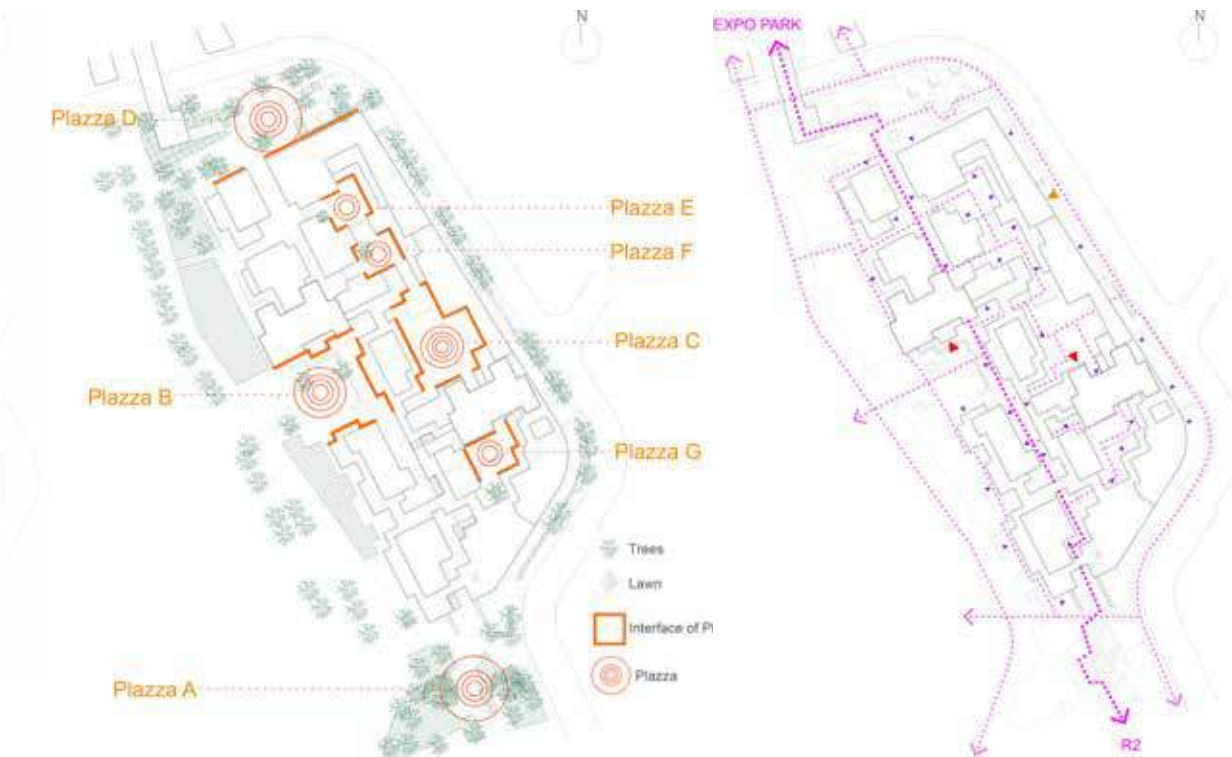 N
Plazza D
Plazza E
Plazza F
Plazza C
Plazza B
Plazza G
Trees
Lawn
Interface of Pl
Plazza
Plazza A
EXPO PARK
N
R2